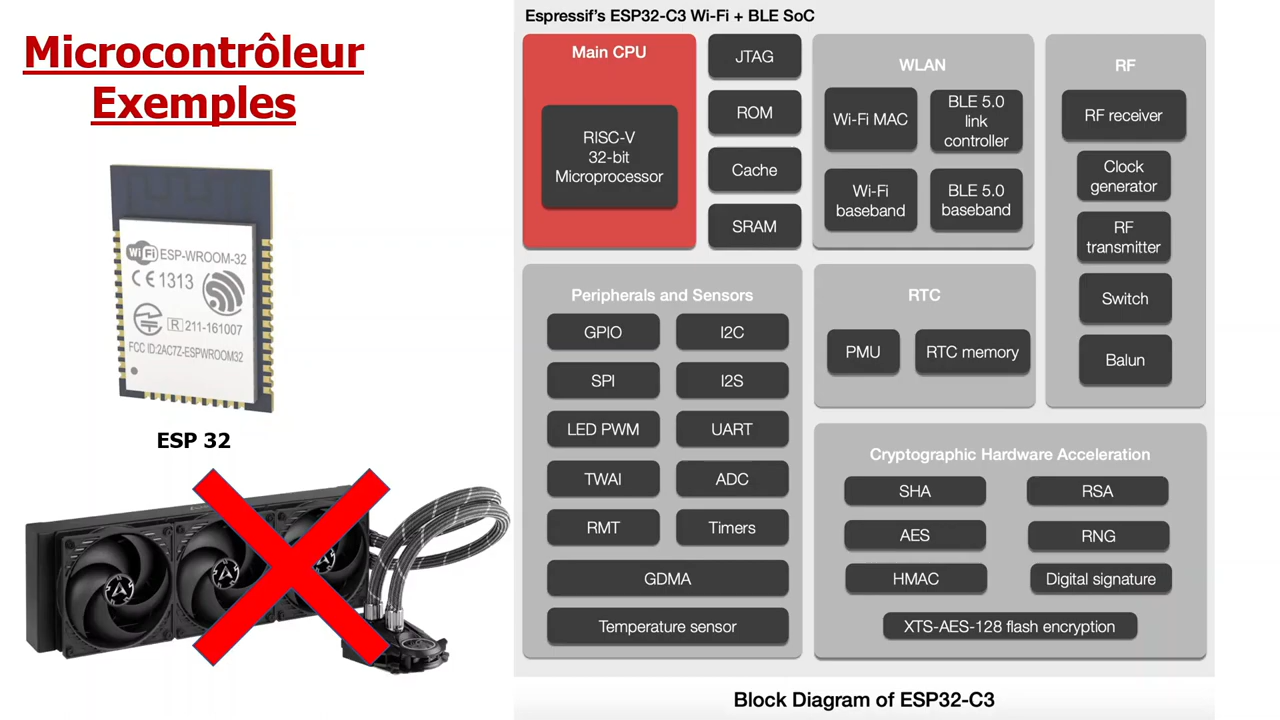 Microcontrôleur
Exemples
WiFi ESP-WROOM-32
CE1313
R 211-161007
FCC ID:2AC7Z-ESPWROOM32
ESP 32
Espressif's ESP32-C3 Wi-Fi + BLE SoC
Main CPU
RISC-V
32-bit
Microprocessor
JTAG
ROM
Cache
SRAM
WLAN
Wi-Fi MAC
BLE 5.0
link
controller
Wi-Fi
baseband
BLE 5.0
baseband
RF
RF receiver
Clock
generator
RF
transmitter
Switch
Balun
Peripherals and Sensors
GPIO
I2C
SPI
I2S
LED PWM
UART
TWAI
ADC
RMT
Timers
GDMA
Temperature sensor
RTC
PMU
RTC memory
Cryptographic Hardware Acceleration
SHA
RSA
AES
RNG
HMAC
Digital signature
XTS-AES-128 flash encryption
Block Diagram of ESP32-C3